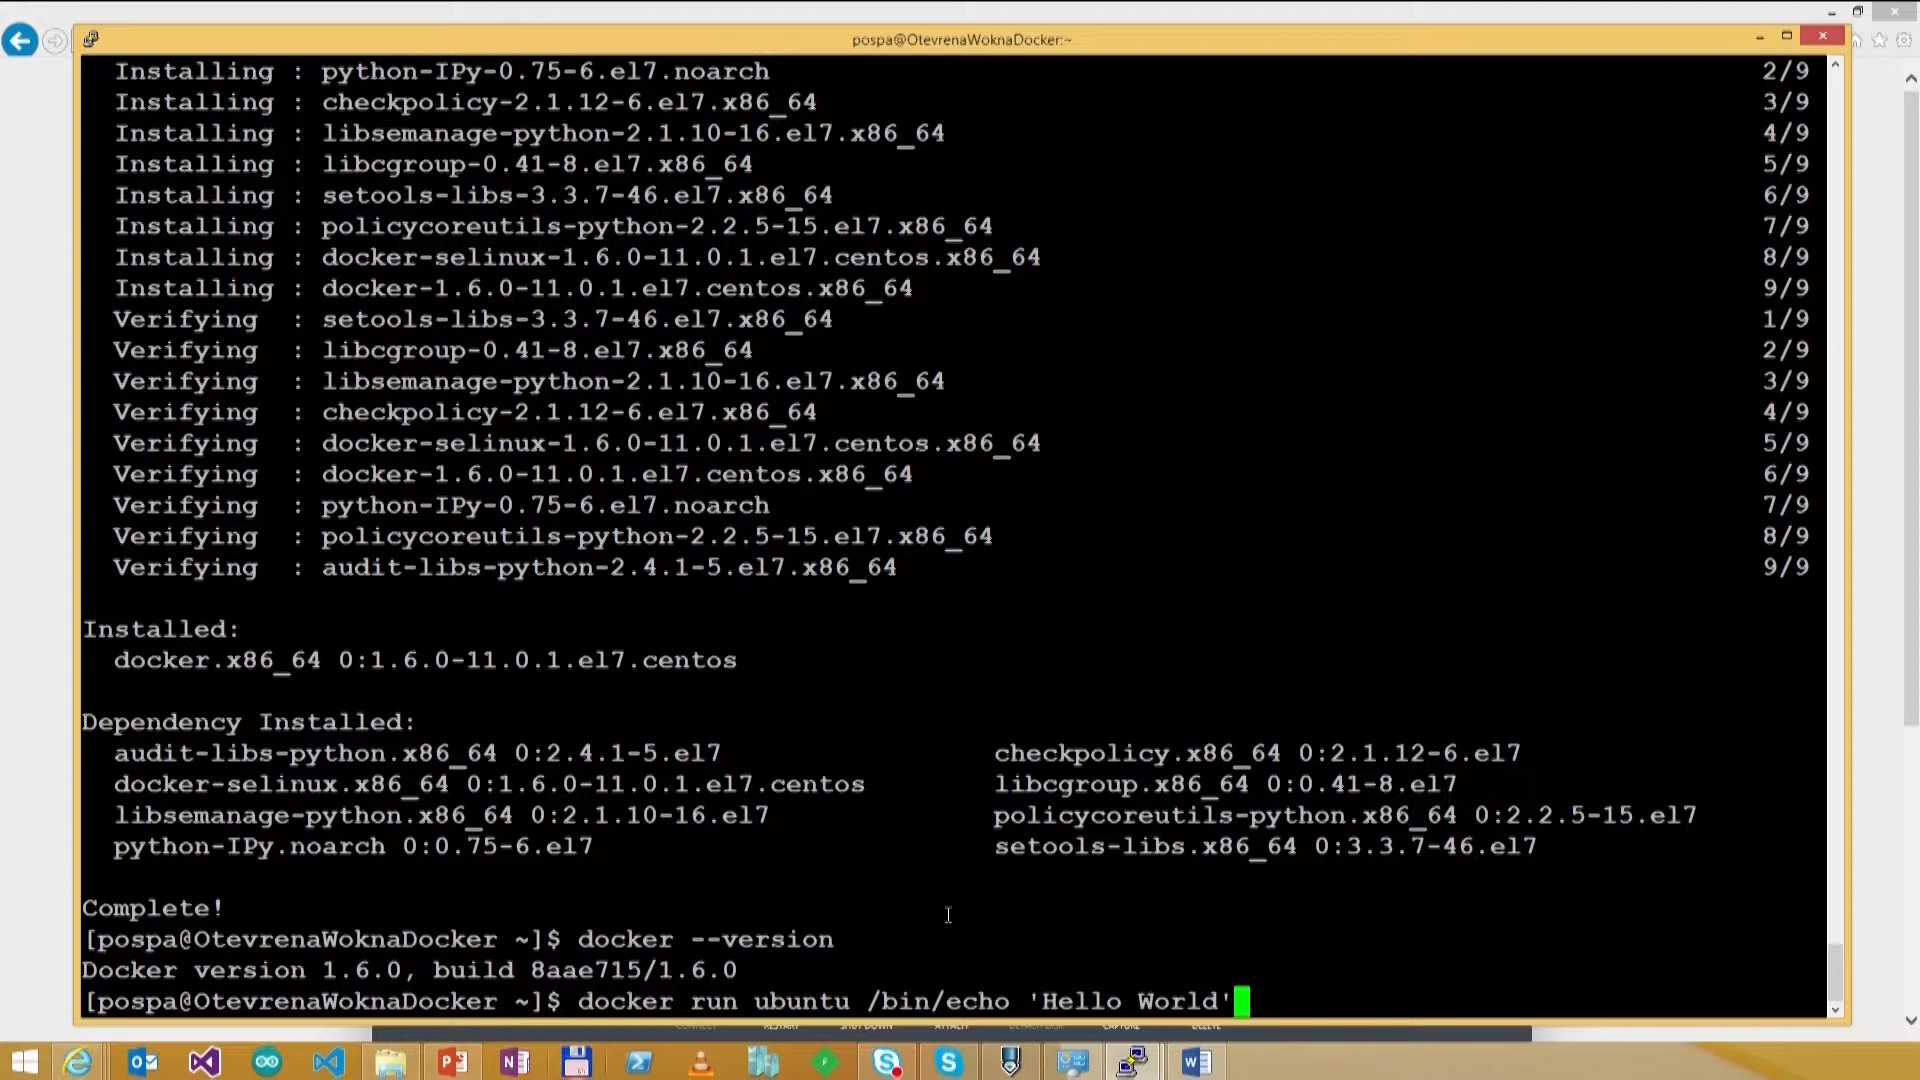 pospa@OtevrenaWoknaDocker:~
Installing : python-IPy-0.75-6.el7.noarch 2/9
Installing : checkpolicy-2.1.12-6.el7.x86_64 3/9
Installing : libsemanage-python-2.1.10-16.el7.x86_64 4/9
Installing : libcgroup-0.41-8.el7.x86_64 5/9
Installing : setools-libs-3.3.7-46.el7.x86_64 6/9
Installing : policycoreutils-python-2.2.5-15.el7.x86_64 7/9
Installing : docker-selinux-1.6.0-11.0.1.el7.centos.x86_64 8/9
Installing : docker-1.6.0-11.0.1.el7.centos.x86_64 9/9
Verifying : setools-libs-3.3.7-46.el7.x86_64 1/9
Verifying : libcgroup-0.41-8.el7.x86_64 2/9
Verifying : libsemanage-python-2.1.10-16.el7.x86_64 3/9
Verifying : checkpolicy-2.1.12-6.el7.x86_64 4/9
Verifying : docker-selinux-1.6.0-11.0.1.el7.centos.x86_64 5/9
Verifying : docker-1.6.0-11.0.1.el7.centos.x86_64 6/9
Verifying : python-IPy-0.75-6.el7.noarch 7/9
Verifying : policycoreutils-python-2.2.5-15.el7.x86_64 8/9
Verifying : audit-libs-python-2.4.1-5.el7.x86_64 9/9
Installed:
docker.x86_64 0:1.6.0-11.0.1.el7.centos
Dependency Installed:
audit-libs-python.x86_64 0:2.4.1-5.el7 checkpolicy.x86_64 0:2.1.12-6.el7
docker-selinux.x86_64 0:1.6.0-11.0.1.el7.centos libcgroup.x86_64 0:0.41-8.el7
libsemanage-python.x86_64 0:2.1.10-16.el7 policycoreutils-python.x86_64 0:2.2.5-15.el7
python-IPy.noarch 0:0.75-6.el7 setools-libs.x86_64 0:3.3.7-46.el7
Complete!
[pospa@OtevrenaWoknaDocker ~]$ docker --version
Docker version 1.6.0, build 8aae715/1.6.0
[pospa@OtevrenaWoknaDocker ~]$ docker run ubuntu /bin/echo 'Hello World'